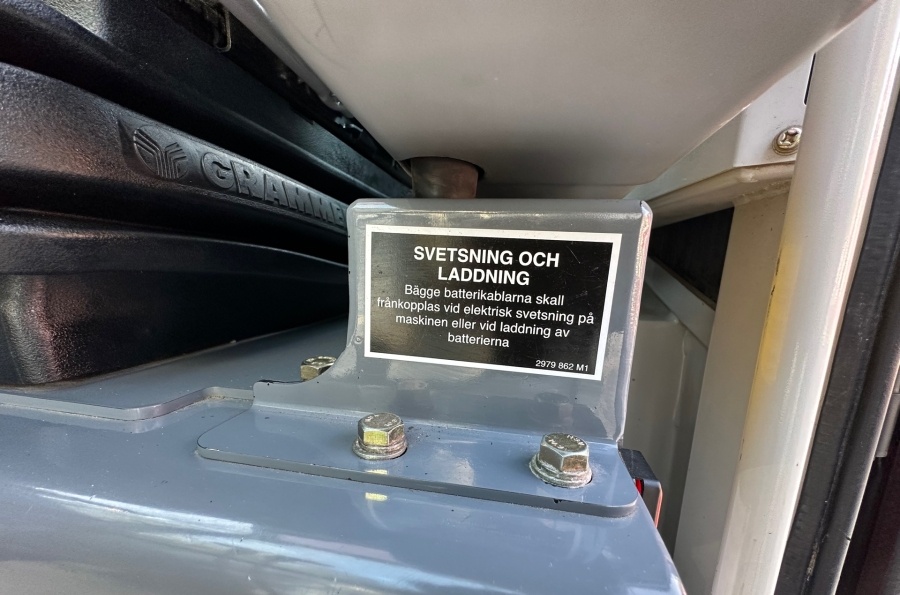 GRAMME
SVETSNING OCH
LADDNING
Bägge batterikablarna skall
frånkopplas vid elektrisk svetsning på
maskinen eller vid laddning av
batterierna
2979 862 M1